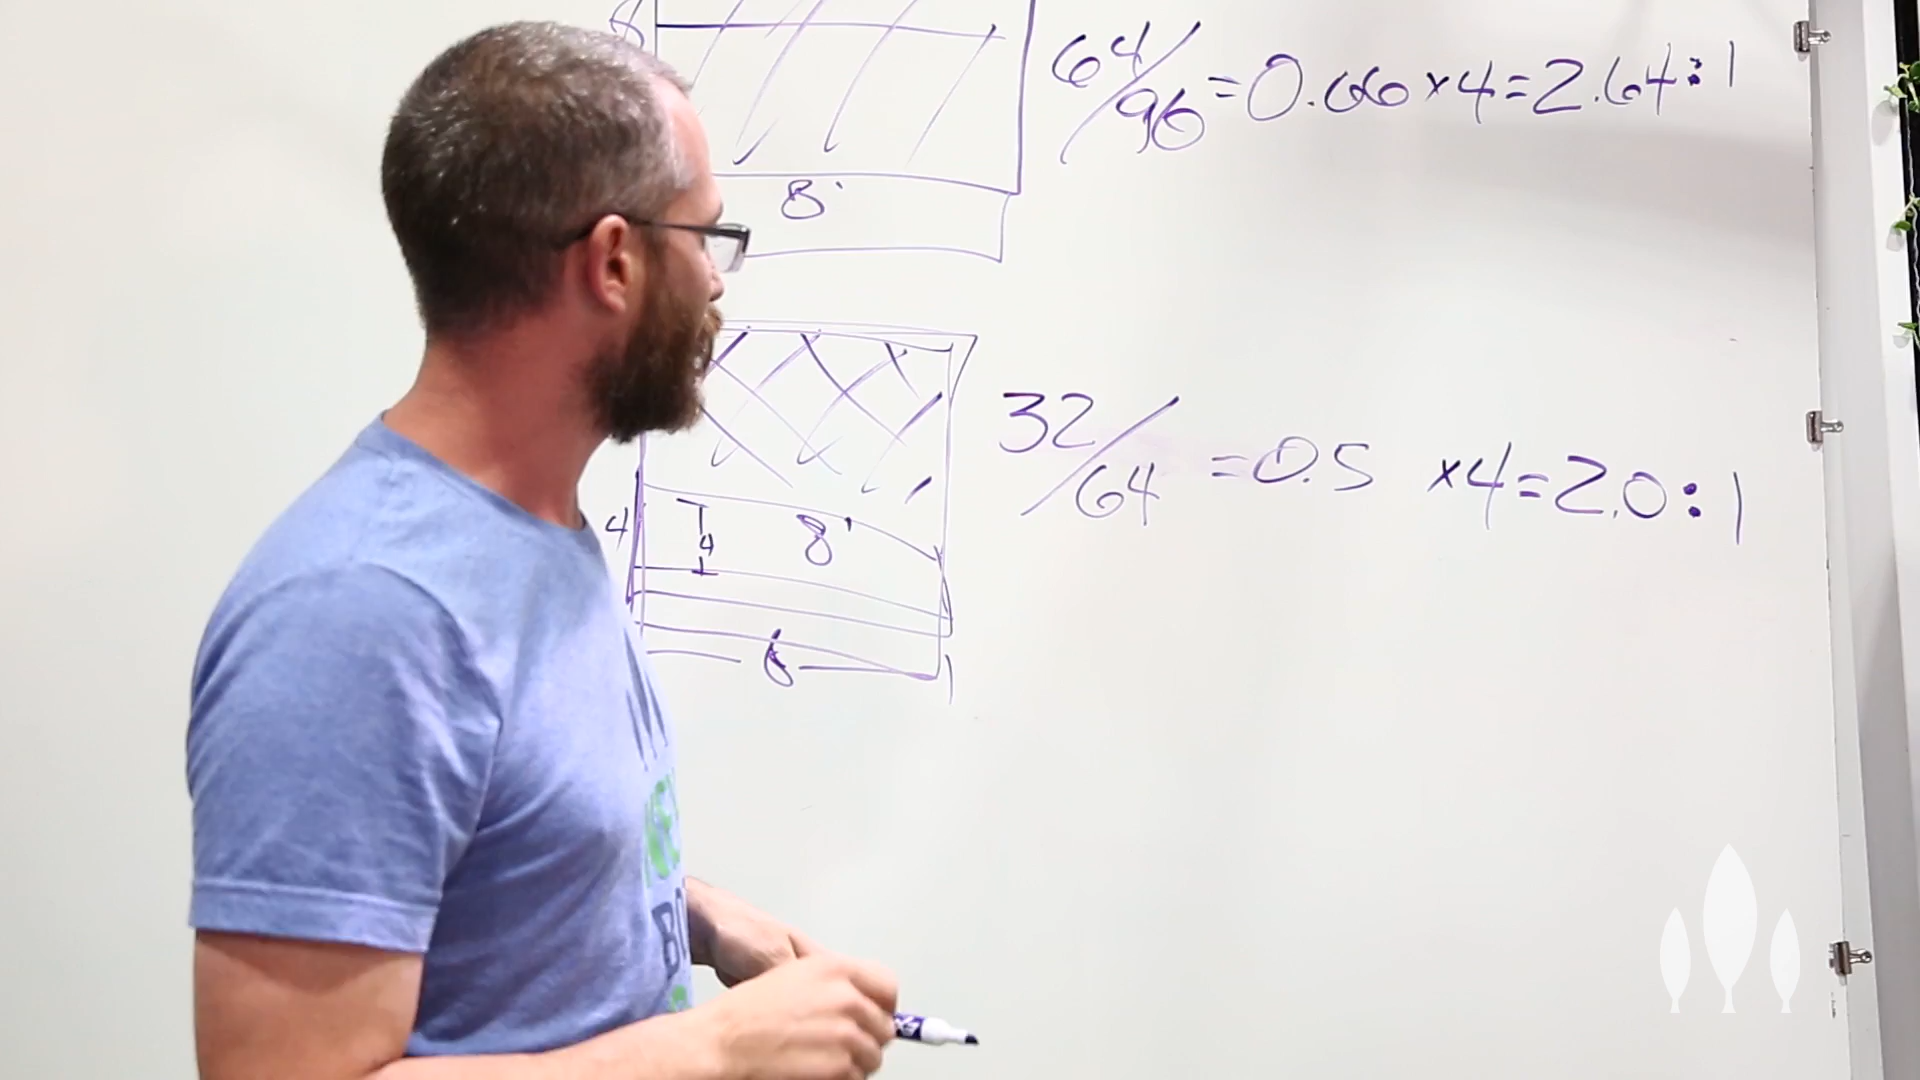 8
64/96 = 0.66 x 4 = 2.64 : 1
8'
32/64 = 0.5 x 4 = 2.0 : 1
4
4
8'